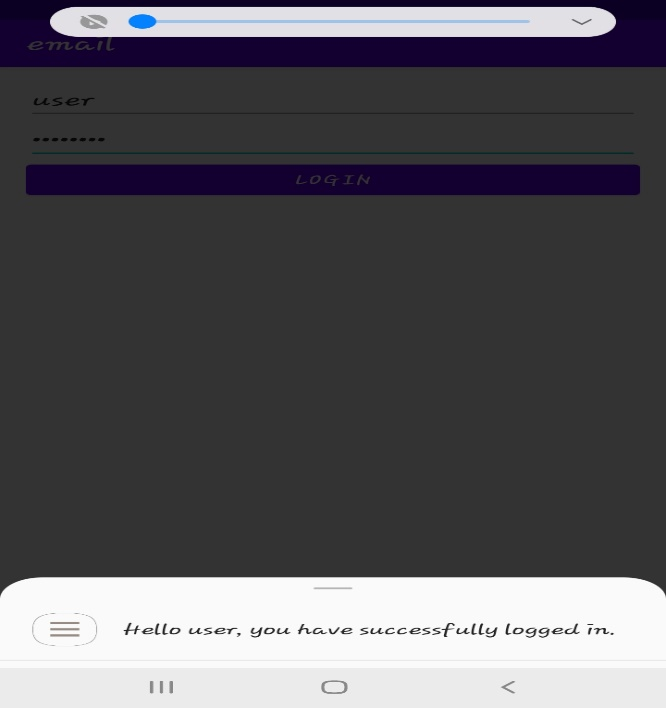 email
user
••••••••
LOGIN
Hello user, you have successfully logged in.